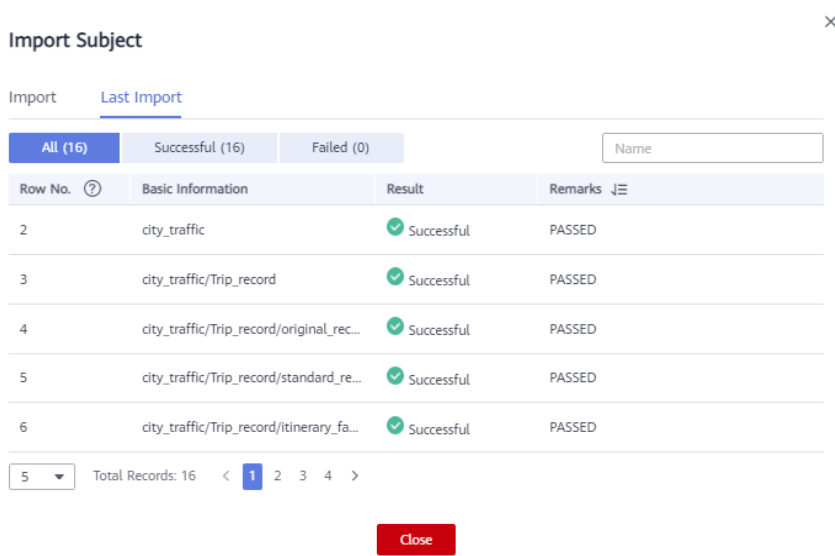 Import Subject
Import Last Import
All (16) Successful (16) Failed (0) Name
Row No. ? Basic Information Result Remarks
2 city_traffic Successful PASSED
3 city_traffic/Trip_record Successful PASSED
4 city_traffic/Trip_record/original_rec... Successful PASSED
5 city_traffic/Trip_record/standard_re... Successful PASSED
6 city_traffic/Trip_record/itinerary_fa... Successful PASSED
5 Total Records: 16 < 1 2 3 4 >
Close